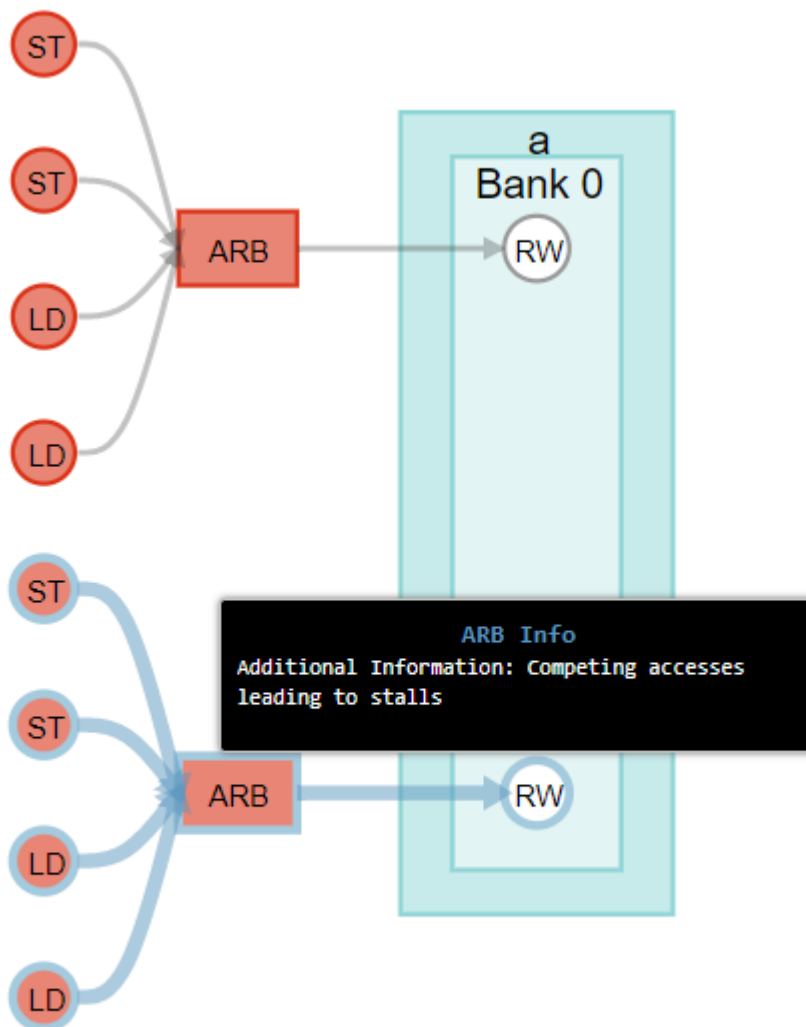 ST
ST
LD
LD
ARB
a
Bank 0
RW
ST
ST
LD
LD
ARB Info
Additional Information: Competing accesses
leading to stalls
ARB
RW